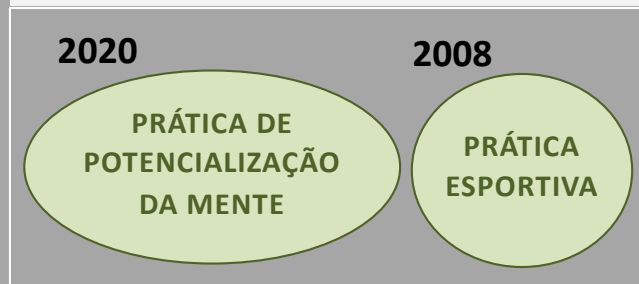 2020
PRÁTICA DE
POTENCIALIZAÇÃO
DA MENTE
2008
PRÁTICA
ESPORTIVA